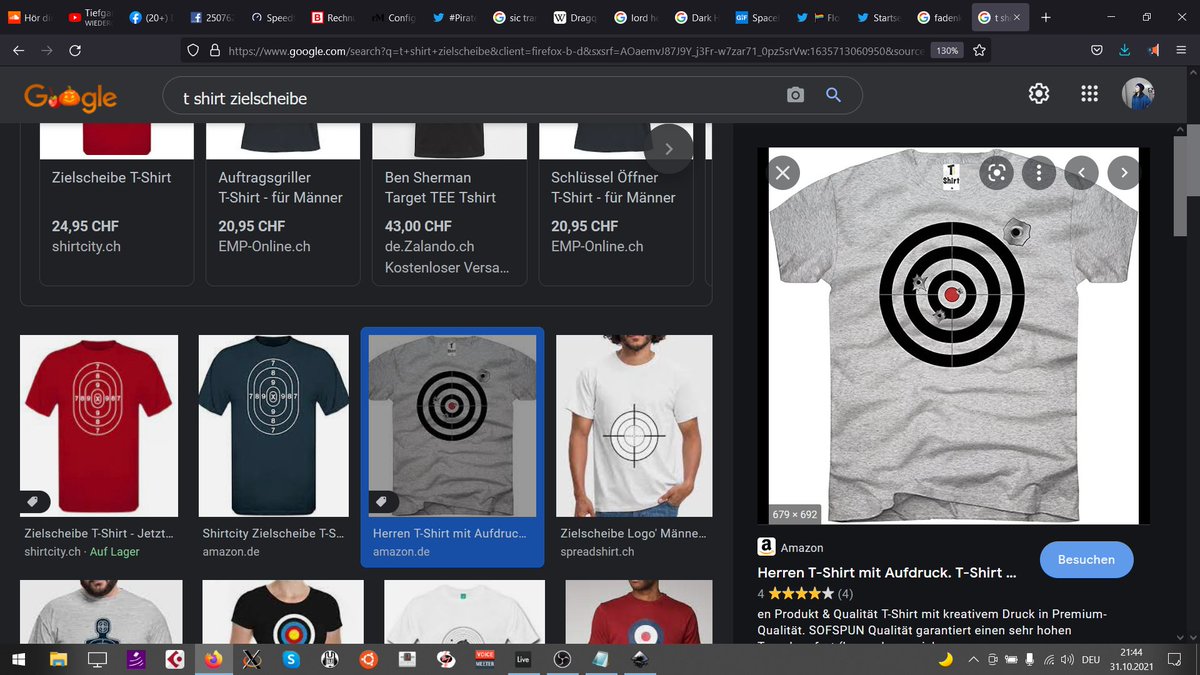 Hör di
Tiefga
WIEDER
(20+)
25076
Speed
Rechn
Config
#Pirate
sic trar
Dragq
lord he
Dark H
Spacel
Flo
Startse
faden
t sh
https://www.google.com/search?q=t+shirt+zielscheibe&client=firefox-b-d&sxsrf=AOaemvJ87J9Y_j3Fr-w7zar71_0pz5srVw:1635713060950&source
130%
Google
t shirt zielscheibe
Zielscheibe T-Shirt
24,95 CHF
shirtcity.ch
Auftragsgriller
T-Shirt - für Männer
20,95 CHF
EMP-Online.ch
Ben Sherman
Target TEE Tshirt
43,00 CHF
de.Zalando.ch
Kostenloser Versa...
Schlüssel Öffner
T-Shirt - für Männer
20,95 CHF
EMP-Online.ch
7 8 9 X 9 8 7
7 8 9 X 9 8 7
Zielscheibe T-Shirt - Jetzt...
shirtcity.ch · Auf Lager
Shirtcity Zielscheibe T-S...
amazon.de
Herren T-Shirt mit Aufdruc...
amazon.de
Zielscheibe Logo' Männe...
spreadshirt.ch
T
Shirt
679 × 692
Amazon
Besuchen
Herren T-Shirt mit Aufdruck. T-Shirt ...
4 (4)
en Produkt & Qualität T-Shirt mit kreativem Druck in Premium-
Qualität. SOFSPUN Qualität garantiert einen sehr hohen
VOICE
MEETER
Live
DEU
21:44
31.10.2021